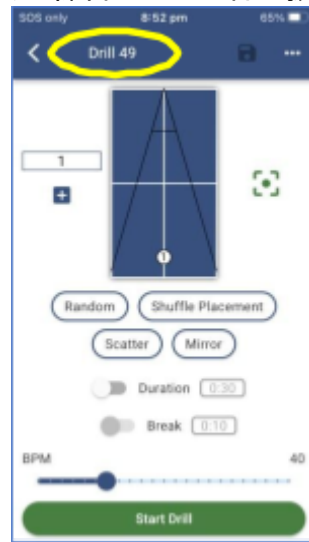 SOS only 8:52 pm 65%
Drill 49
1
1
Random Shuffle Placement
Scatter Mirror
Duration 0:30
Break 0:10
BPM 40
Start Drill